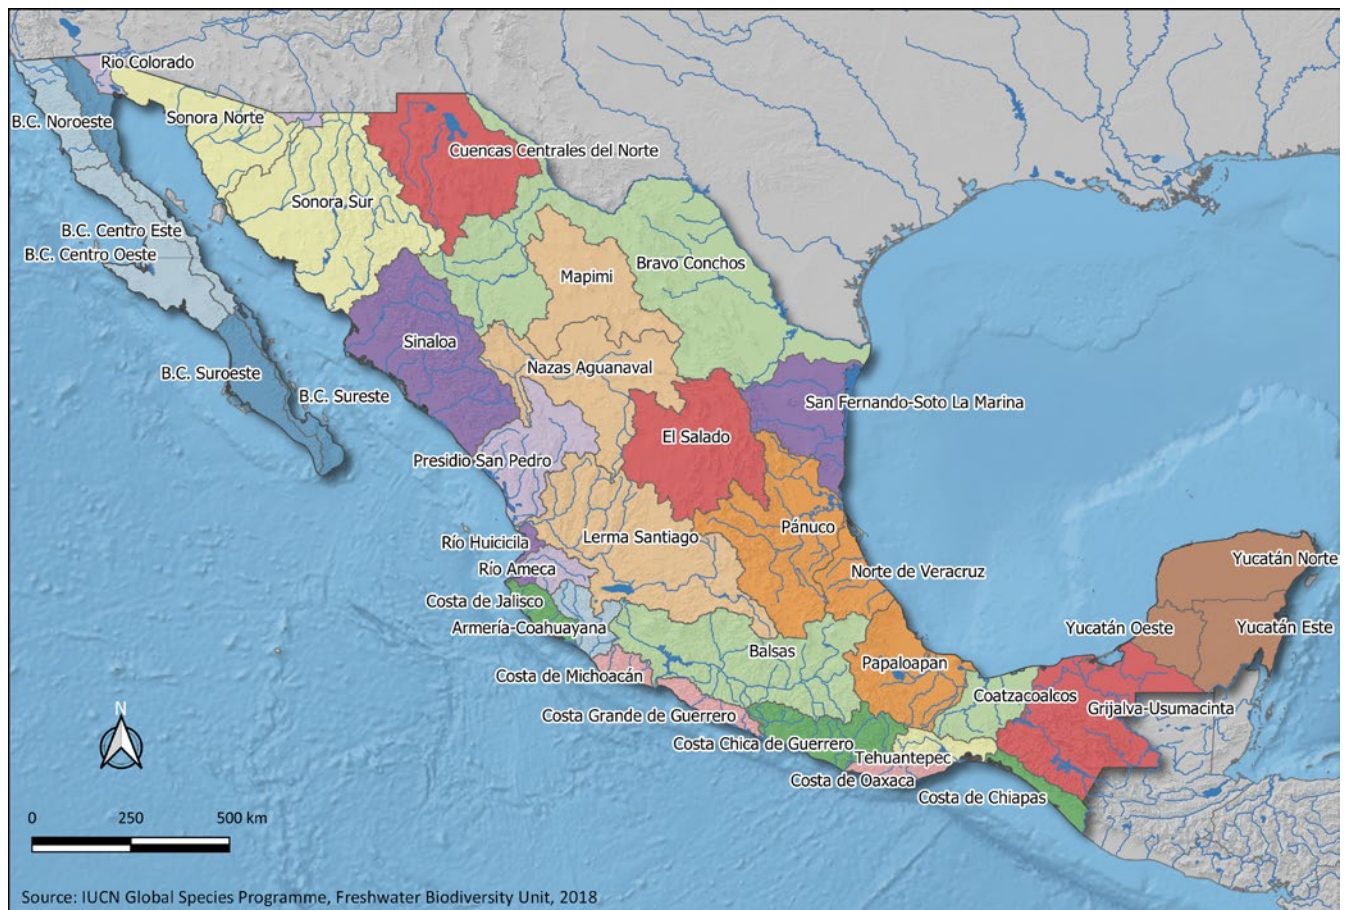 Rio Colorado
B.C. Noroeste
Sonora Norte
Cuencas Centrales del Norte
Sonora Sur
B.C. Centro Este
B.C. Centro Oeste
Mapimi
Bravo Conchos
Sinaloa
Nazas Aguanaval
B.C. Suroeste
B.C. Sureste
San Fernando-Soto La Marina
El Salado
Presidio San Pedro
Pánuco
Lerma Santiago
Río Huicicila
Yucatán Norte
Río Ameca
Norte de Veracruz
Costa de Jalisco
Armería-Coahuayana
Yucatán Oeste
Yucatán Este
Balsas
Papaloapan
Costa de Michoacán
Coatzacoalcos
Grijalva-Usumacinta
Costa Grande de Guerrero
Costa Chica de Guerrero
Tehuantepec
Costa de Oaxaca
Costa de Chiapas
N
0 250 500 km
Source: IUCN Global Species Programme, Freshwater Biodiversity Unit, 2018